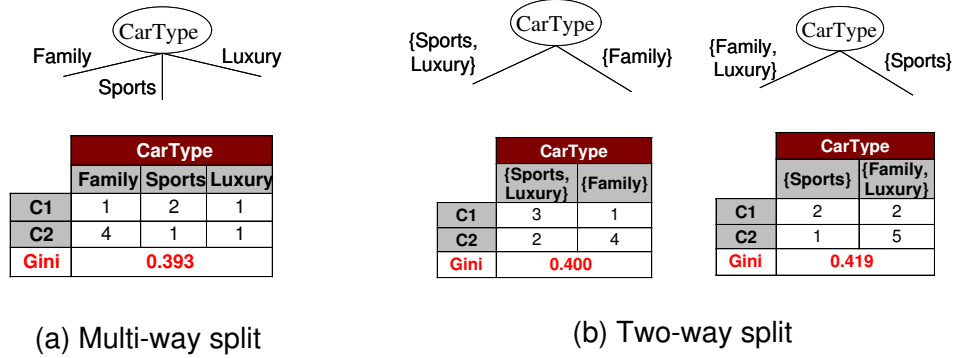 CarType
Family
Luxury
Sports
CarType
Family Sports Luxury
C1 1 2 1
C2 4 1 1
Gini 0.393
(a) Multi-way split
CarType
{Sports,
Luxury}
{Family}
CarType
{Sports,
Luxury}
{Family}
C1 3 1
C2 2 4
Gini 0.400
CarType
{Family,
Luxury}
{Sports}
CarType
{Sports}
{Family,
Luxury}
C1 2 2
C2 1 5
Gini 0.419
(b) Two-way split